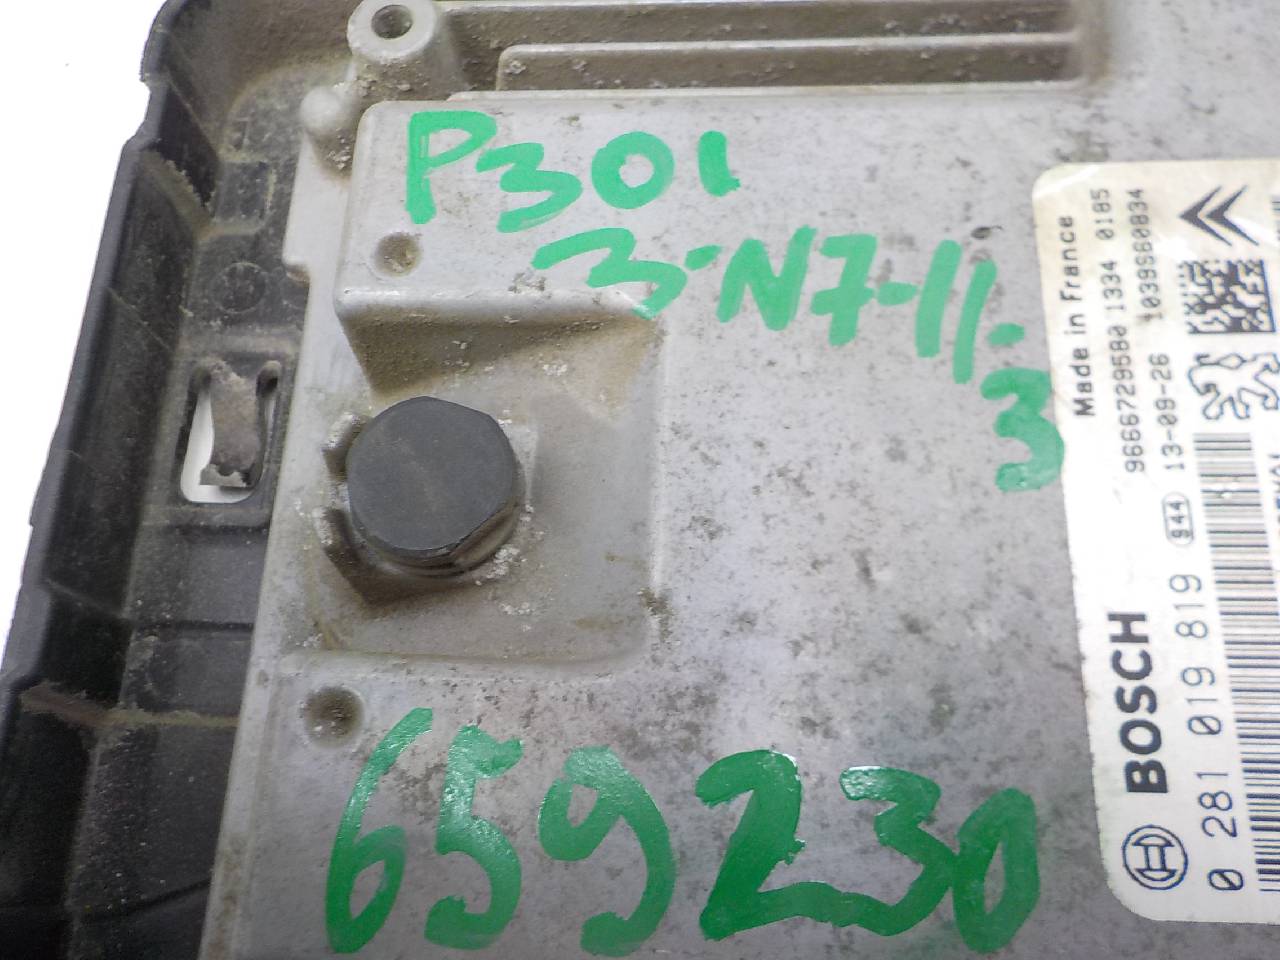 P301
3-N7-11-
3
659230
Made in France
9666729580 1334 0185
944 13-09-26 1039S60834
BOSCH
0 281 019 819